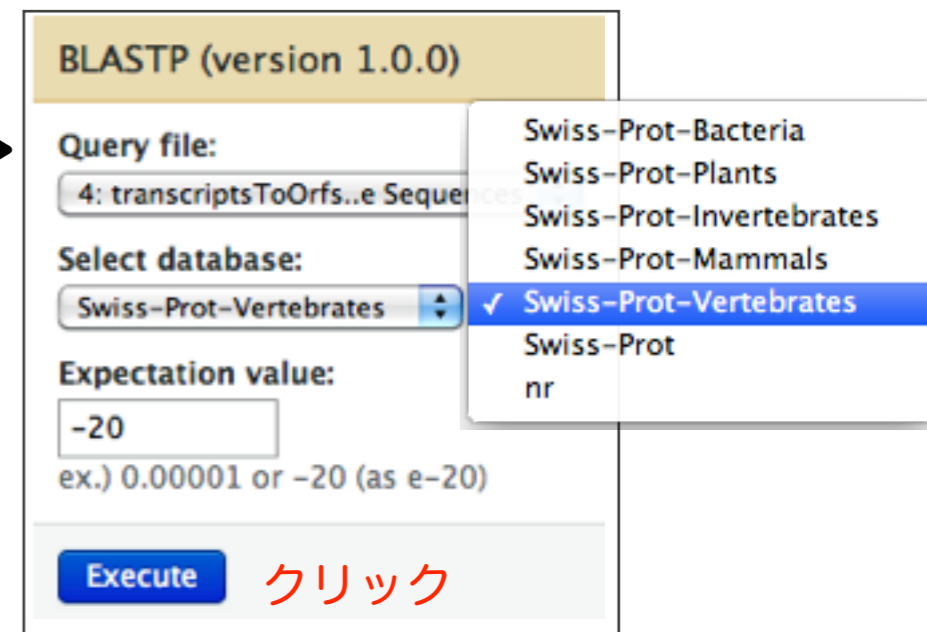 BLASTP (version 1.0.0)
Query file:
4: transcriptsToOrfs..e Sequences
Select database:
Swiss-Prot-Vertebrates
Swiss-Prot-Bacteria
Swiss-Prot-Plants
Swiss-Prot-Invertebrates
Swiss-Prot-Mammals
✓ Swiss-Prot-Vertebrates
Swiss-Prot
nr
Expectation value:
-20
ex.) 0.00001 or -20 (as e-20)
Execute クリック